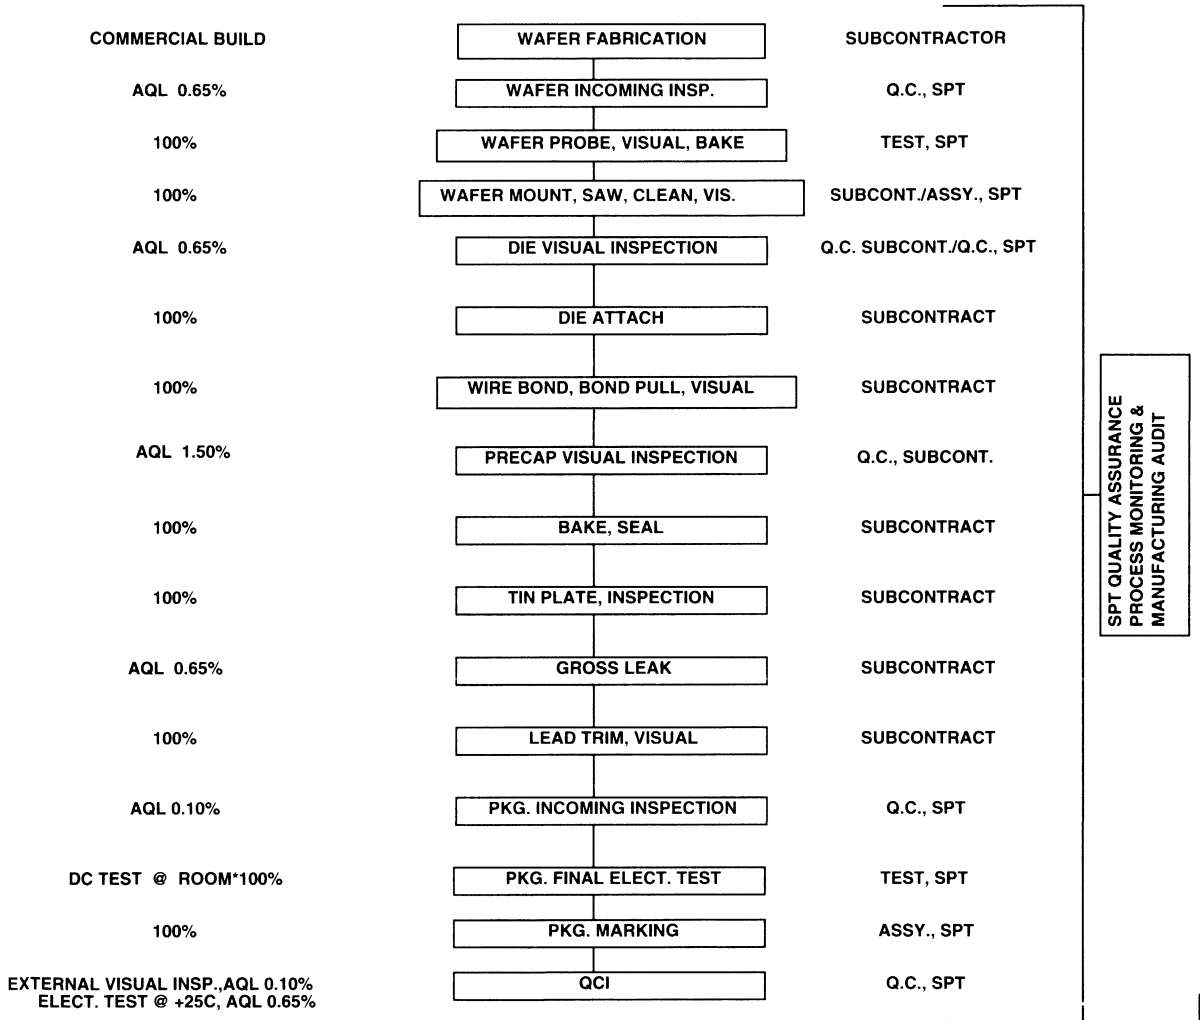 COMMERCIAL BUILD WAFER FABRICATION SUBCONTRACTOR
AQL 0.65% WAFER INCOMING INSP. Q.C., SPT
100% WAFER PROBE, VISUAL, BAKE TEST, SPT
100% WAFER MOUNT, SAW, CLEAN, VIS. SUBCONT./ASSY., SPT
AQL 0.65% DIE VISUAL INSPECTION Q.C. SUBCONT./Q.C., SPT
100% DIE ATTACH SUBCONTRACT
100% WIRE BOND, BOND PULL, VISUAL SUBCONTRACT
AQL 1.50% PRECAP VISUAL INSPECTION Q.C., SUBCONT.
100% BAKE, SEAL SUBCONTRACT
100% TIN PLATE, INSPECTION SUBCONTRACT
AQL 0.65% GROSS LEAK SUBCONTRACT
100% LEAD TRIM, VISUAL SUBCONTRACT
AQL 0.10% PKG. INCOMING INSPECTION Q.C., SPT
DC TEST @ ROOM*100% PKG. FINAL ELECT. TEST TEST, SPT
100% PKG. MARKING ASSY., SPT
EXTERNAL VISUAL INSP.,AQL 0.10% QCI Q.C., SPT
ELECT. TEST @ +25C, AQL 0.65%
SPT QUALITY ASSURANCE
PROCESS MONITORING &
MANUFACTURING AUDIT